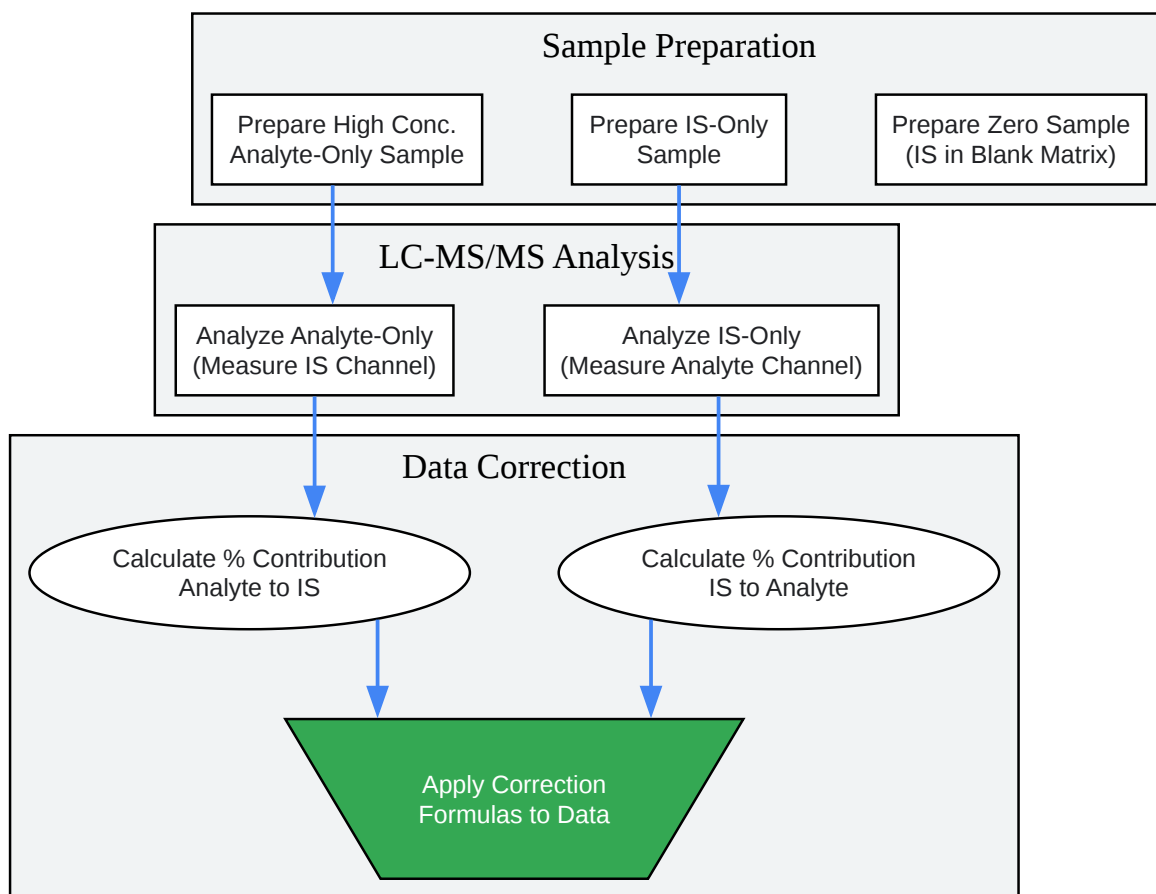 Sample Preparation
Prepare High Conc.
Analyte-Only Sample
Prepare IS-Only
Sample
Prepare Zero Sample
(IS in Blank Matrix)
LC-MS/MS Analysis
Analyze Analyte-Only
(Measure IS Channel)
Analyze IS-Only
(Measure Analyte Channel)
Data Correction
Calculate % Contribution
Analyte to IS
Calculate % Contribution
IS to Analyte
Apply Correction
Formulas to Data